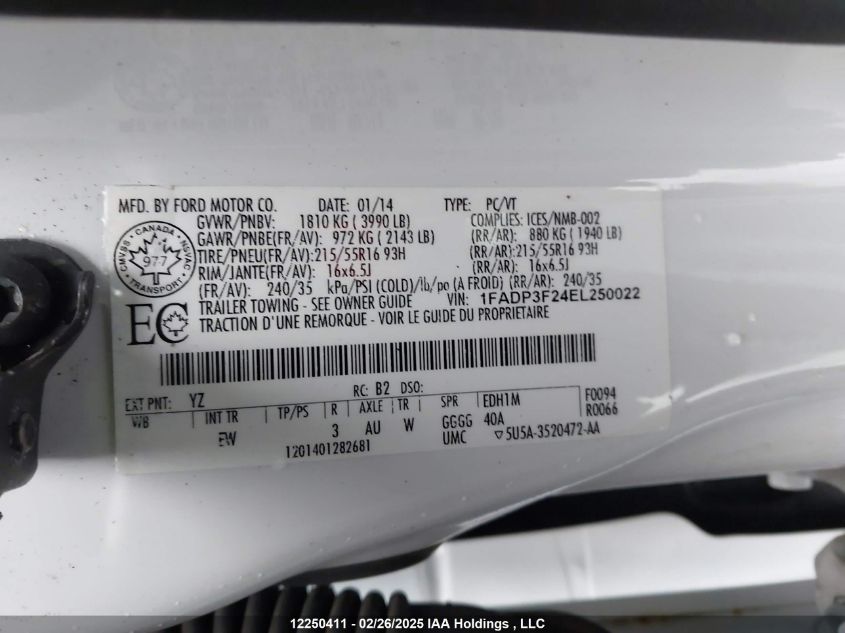 MFD. BY FORD MOTOR CO. DATE: 01/14 TYPE: PC/VT
GVWR/PNBV: 1810 KG ( 3990 LB) COMPLIES: ICES/NMB-002
GAWR/PNBE(FR/AV): 972 KG ( 2143 LB) (RR/AR): 880 KG ( 1940 LB)
TIRE/PNEU(FR/AV): 215/55R16 93H (RR/AR): 215/55R16 93H
RIM/JANTE(FR/AV): 16x6.5J (RR/AR): 16x6.5J
(FR/AV): 240/35 kPa/PSI (COLD)/lb/po (A FROID) (RR/AR): 240/35
TRAILER TOWING - SEE OWNER GUIDE VIN: 1FADP3F24EL250022
TRACTION D'UNE REMORQUE - VOIR LE GUIDE DU PROPRIETAIRE
CANADA
CMVSS NSVAC
977
EC
RC: B2 DSO:
EXT PNT: YZ
WB INT TR TP/PS R AXLE TR SPR EDH1M F0094
EW 3 AU W GGGG 40A R0066
UMC 5U5A-3520472-AA
1201401282681
12250411 - 02/26/2025 IAA Holdings , LLC